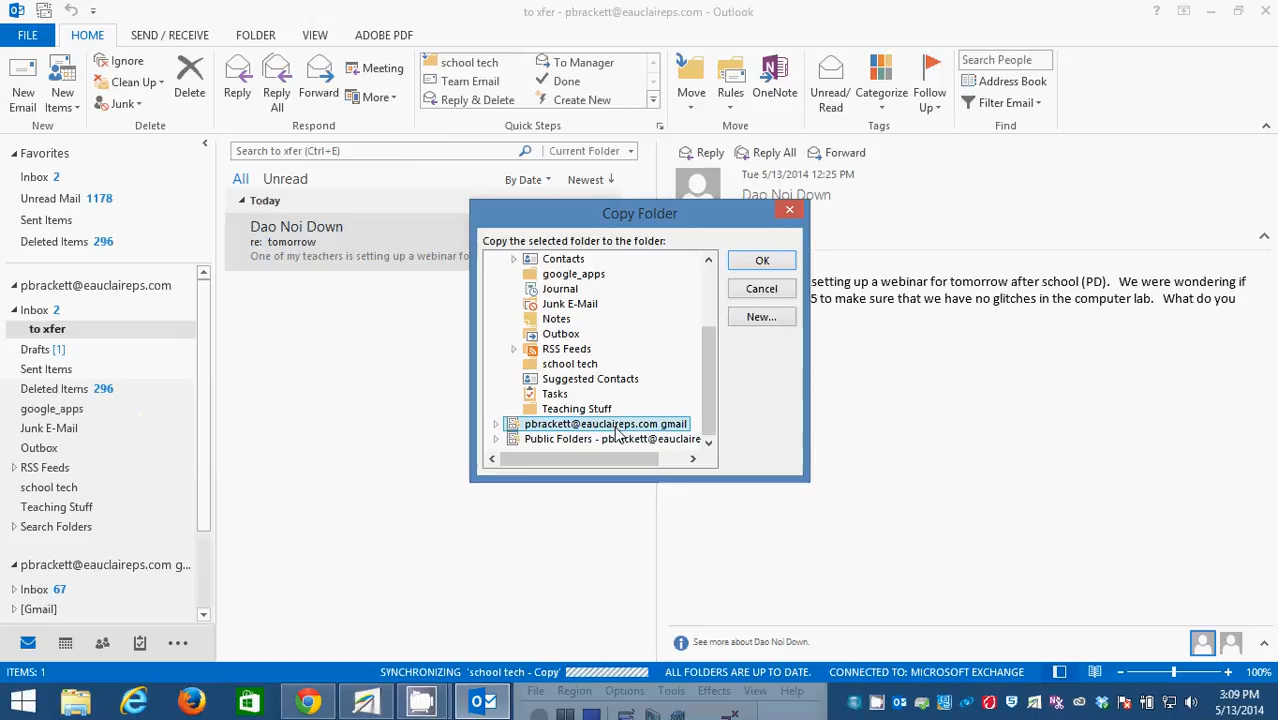 to xfer - pbrackett@eauclaireps.com - Outlook
FILE HOME SEND / RECEIVE FOLDER VIEW ADOBE PDF
New Email
New Items
New
Ignore
Clean Up
Junk
Delete
Delete
Reply
Reply All
Forward
Meeting
More
Respond
school tech
Team Email
Reply & Delete
To Manager
Done
Create New
Quick Steps
Move
Rules
OneNote
Move
Unread/ Read
Categorize
Follow Up
Tags
Search People
Address Book
Filter Email
Find
Favorites
Inbox 2
Unread Mail 1178
Sent Items
Deleted Items 296
pbrackett@eauclaireps.com
Inbox 2
to xfer
Drafts [1]
Sent Items
Deleted Items 296
google_apps
Junk E-Mail
Outbox
RSS Feeds
school tech
Teaching Stuff
Search Folders
pbrackett@eauclaireps.com g...
Inbox 67
[Gmail]
Search to xfer (Ctrl+E)
Current Folder
All Unread
By Date Newest
Today
Dao Noi Down
re: tomorrow
One of my teachers is setting up a webinar fo
Reply Reply All Forward
Tue 5/13/2014 12:25 PM
Dao Noi Down
setting up a webinar for tomorrow after school (PD). We were wondering if
5 to make sure that we have no glitches in the computer lab. What do you
Copy Folder
Copy the selected folder to the folder:
Contacts
google_apps
Journal
Junk E-Mail
Notes
Outbox
RSS Feeds
school tech
Suggested Contacts
Tasks
Teaching Stuff
pbrackett@eauclaireps.com gmail
Public Folders - pbrackett@eauclaire
OK
Cancel
New...
See more about Dao Noi Down.
ITEMS: 1
SYNCHRONIZING 'school tech - Copy'
ALL FOLDERS ARE UP TO DATE.
CONNECTED TO: MICROSOFT EXCHANGE
100%
File Region Options Tools Effects View Help
3:09 PM
5/13/2014